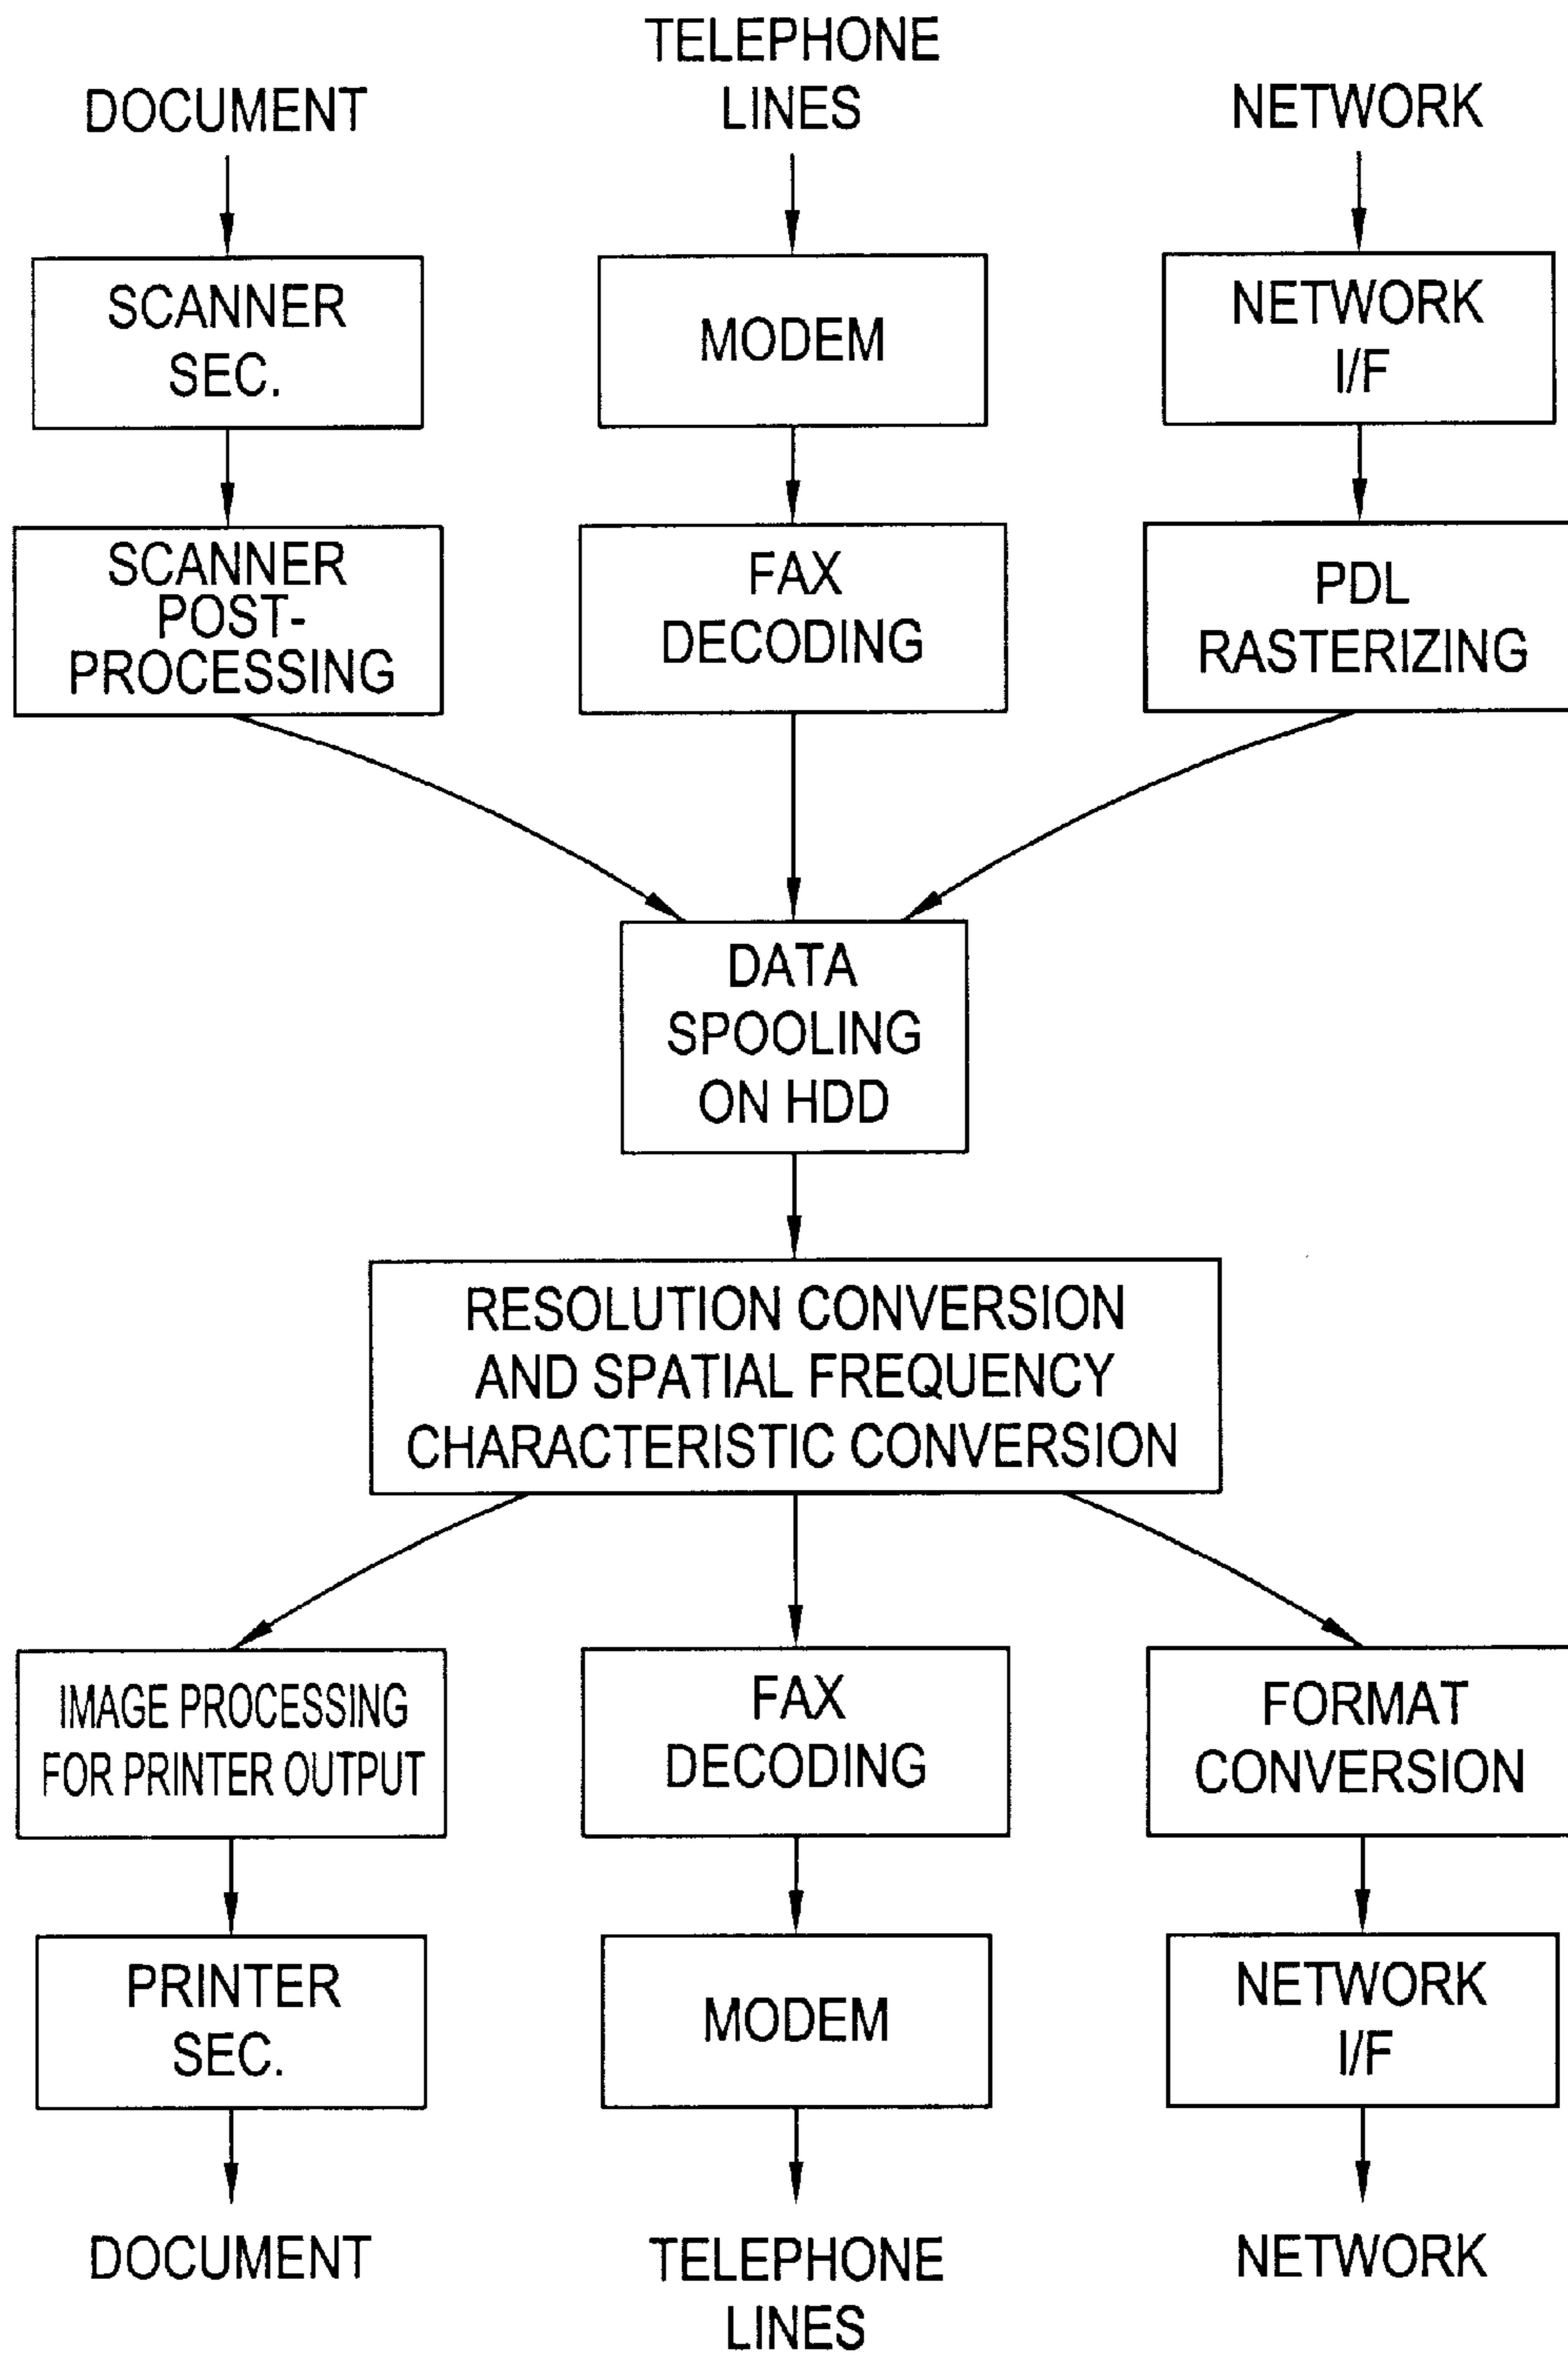 DOCUMENT
TELEPHONE
LINES
NETWORK
SCANNER
SEC.
MODEM
NETWORK
I/F
SCANNER
POST-
PROCESSING
FAX
DECODING
PDL
RASTERIZING
DATA
SPOOLING
ON HDD
RESOLUTION CONVERSION
AND SPATIAL FREQUENCY
CHARACTERISTIC CONVERSION
IMAGE PROCESSING
FOR PRINTER OUTPUT
FAX
DECODING
FORMAT
CONVERSION
PRINTER
SEC.
MODEM
NETWORK
I/F
DOCUMENT
TELEPHONE
LINES
NETWORK